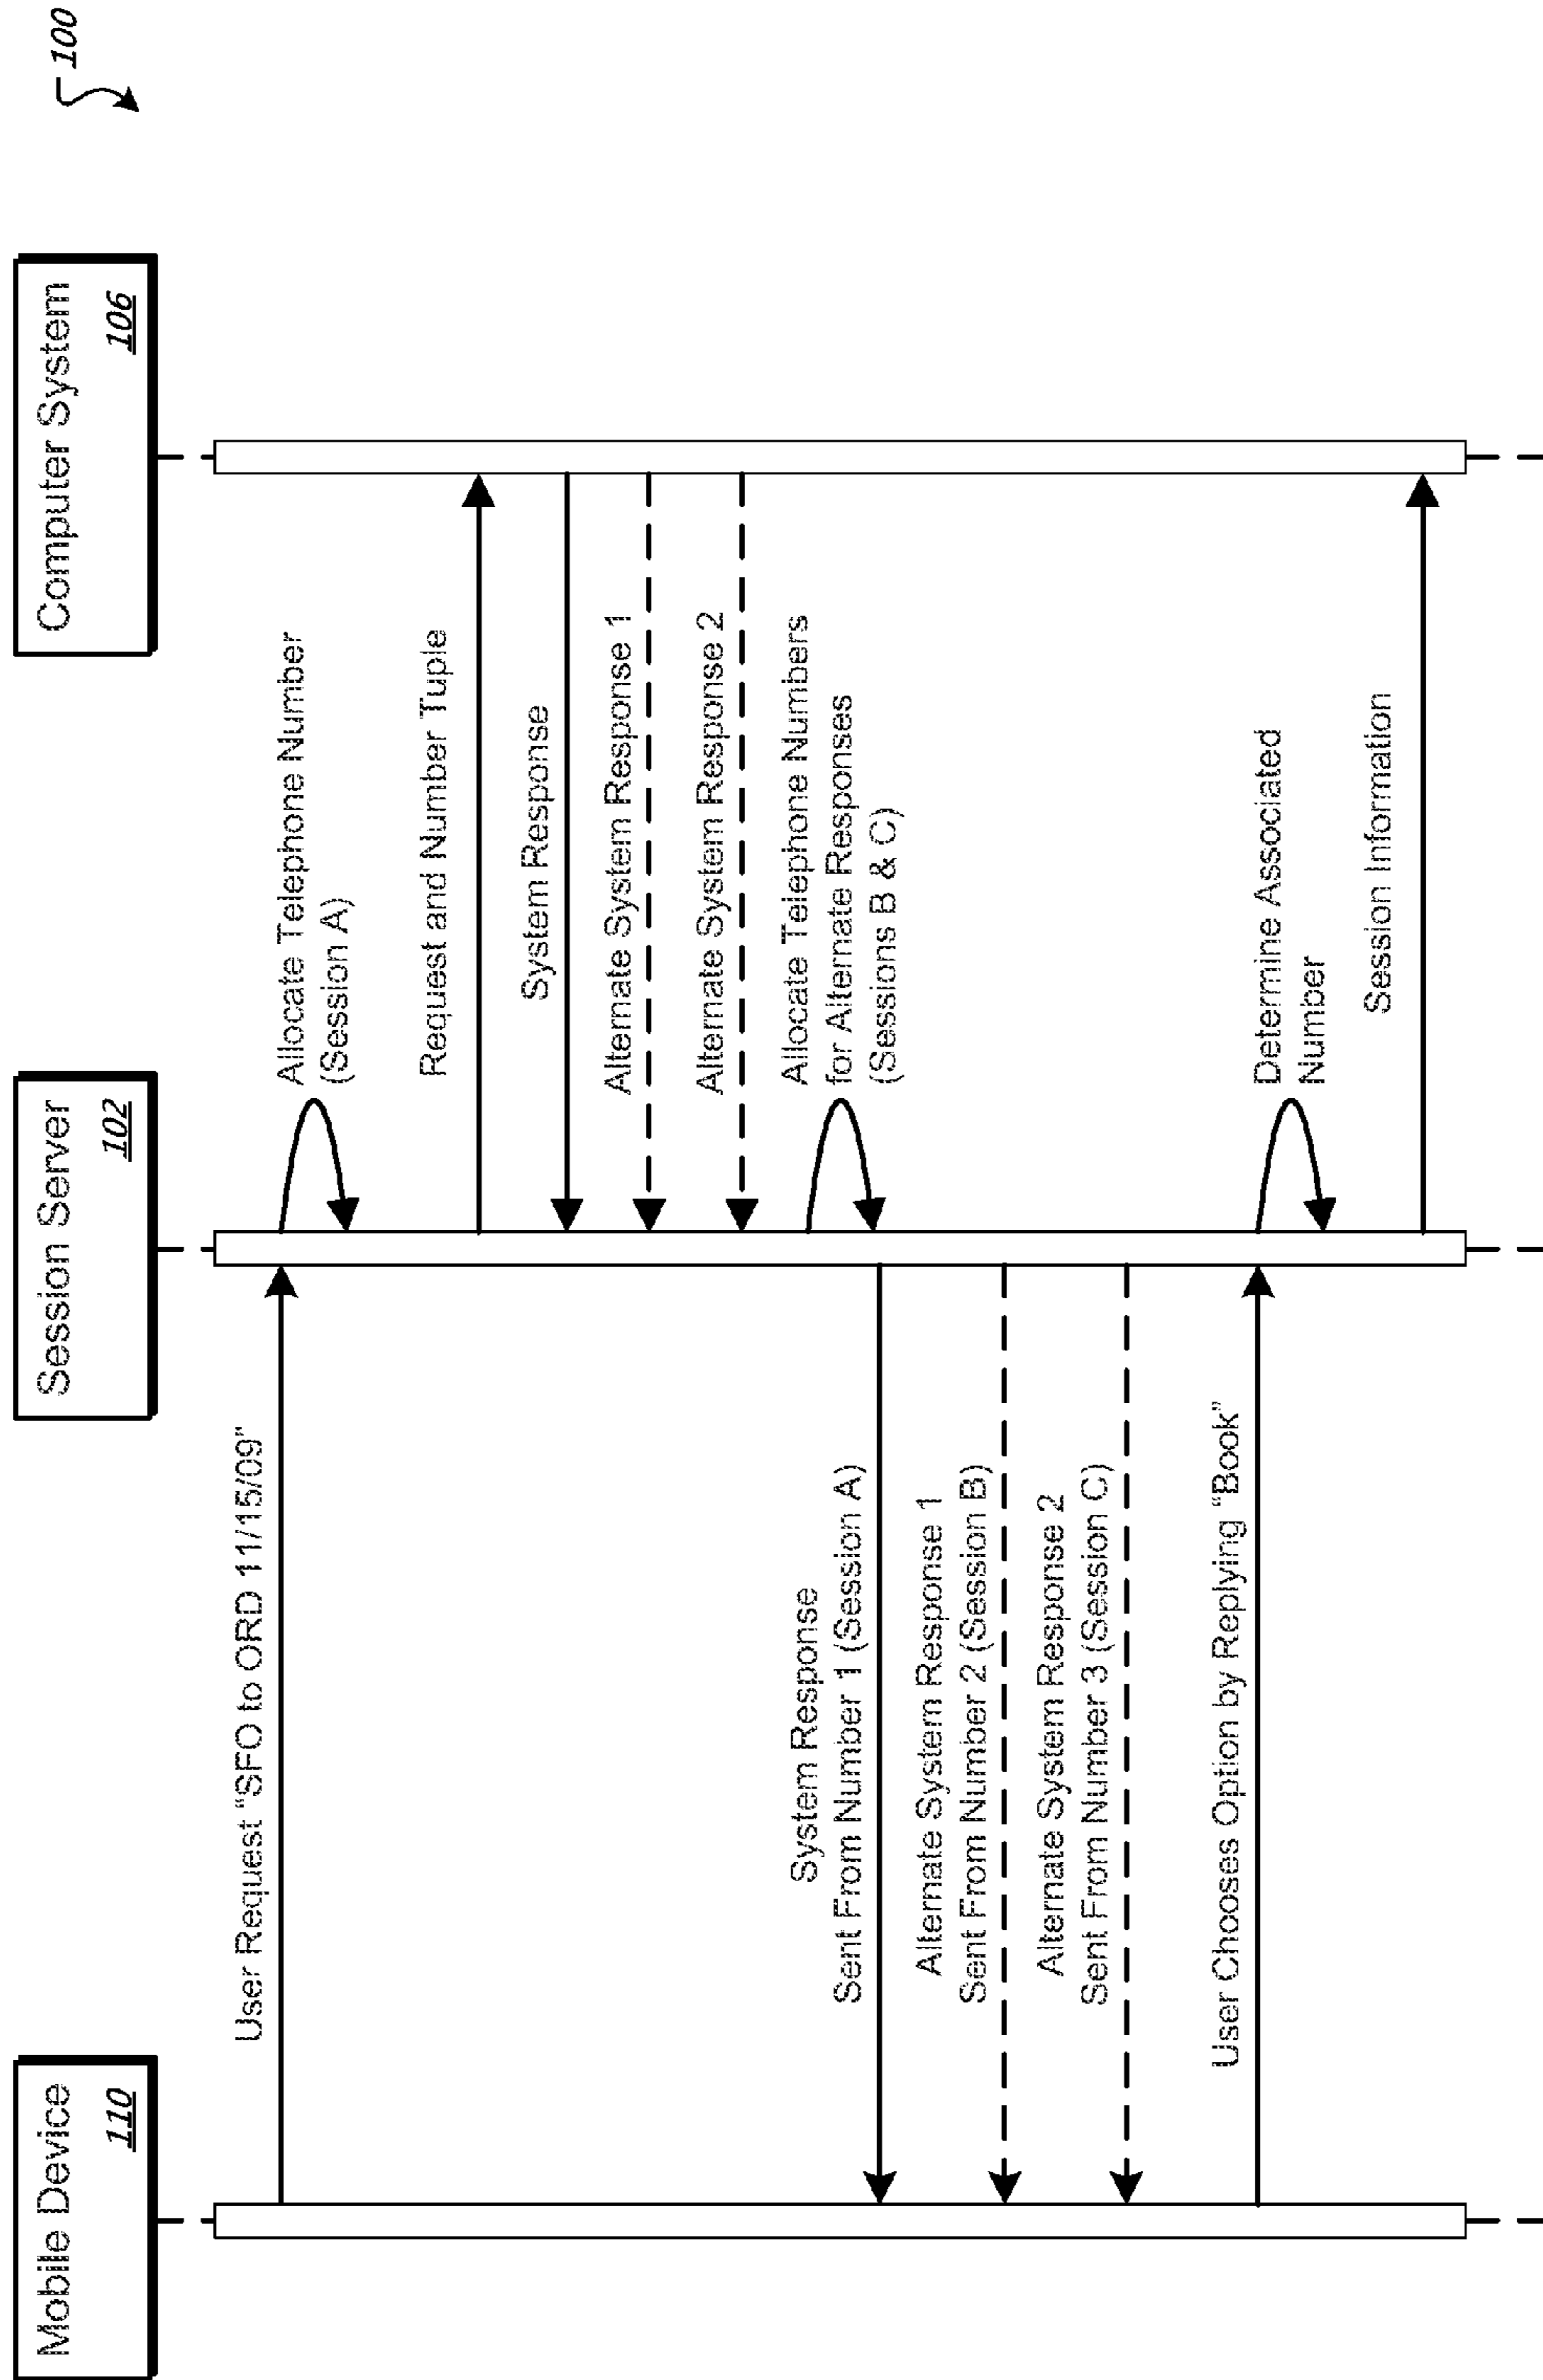 100
Mobile Device
110
Session Server
102
Computer System
106
User Request "SFO to ORD 11/15/09"
Allocate Telephone Number
(Session A)
Request and Number Tuple
System Response
Alternate System Response 1
Alternate System Response 2
Allocate Telephone Numbers
for Alternate Responses
(Sessions B & C)
System Response
Sent From Number 1 (Session A)
Alternate System Response 1
Sent From Number 2 (Session B)
Alternate System Response 2
Sent From Number 3 (Session C)
User Chooses Option by Replying "Book"
Determine Associated
Number
Session Information